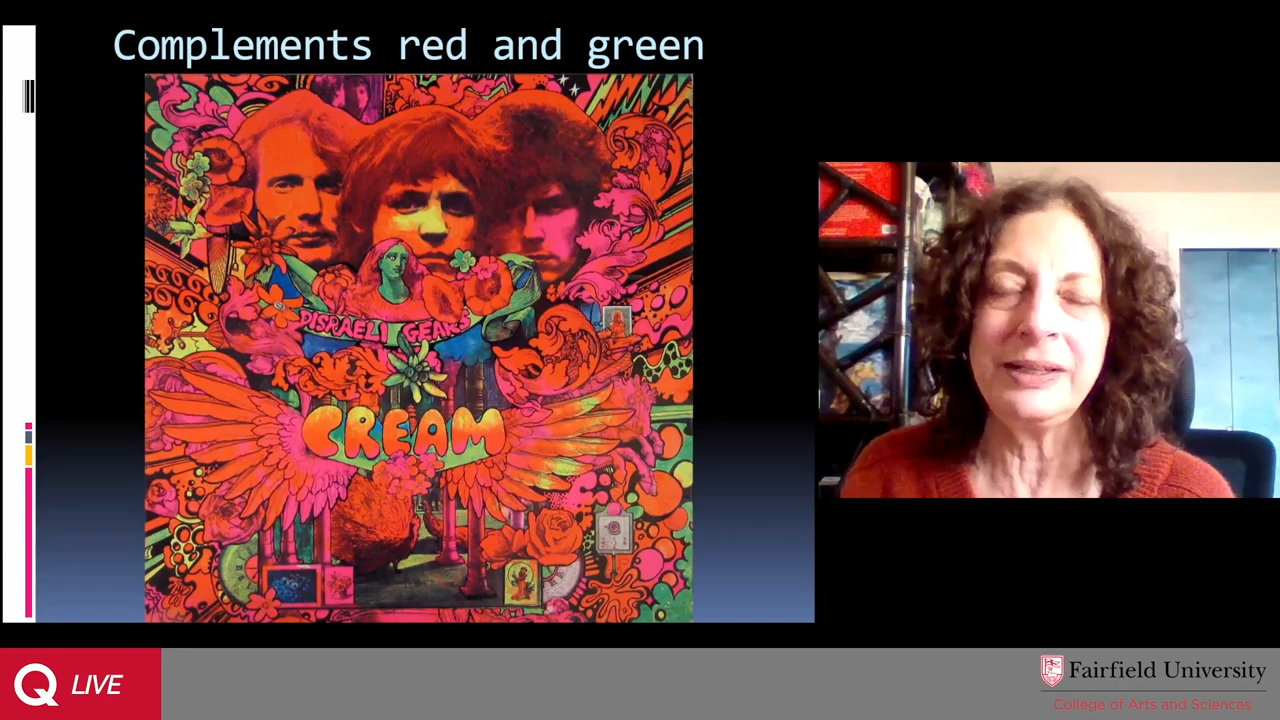 Complements red and green
DISRAELI GEARS
CREAM
Q LIVE
Fairfield University
College of Arts and Sciences